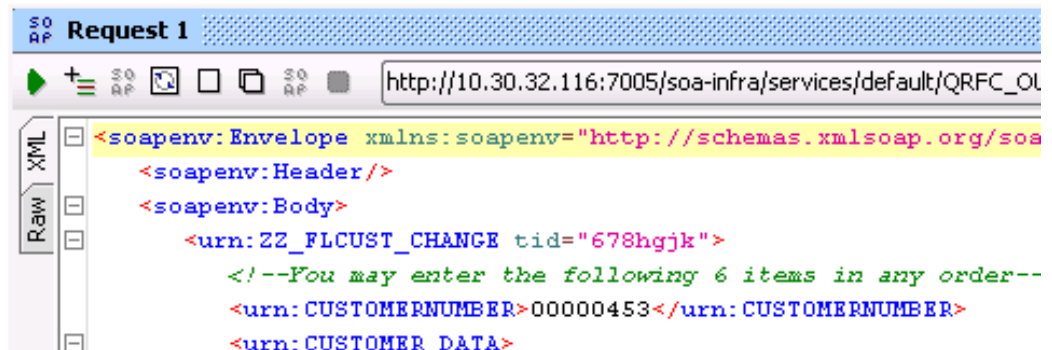 SO AP Request 1
SO AP SO AP http://10.30.32.116:7005/soa-infra/services/default/QRFC_OU
XML
Raw
<soapenv:Envelope xmlns:soapenv="http://schemas.xmlsoap.org/soa
<soapenv:Header/>
<soapenv:Body>
<urn:ZZ_FLCUST_CHANGE tid="678hgjk">
<!--You may enter the following 6 items in any order--
<urn:CUSTOMERNUMBER>00000453</urn:CUSTOMERNUMBER>
<urn:CUSTOMER_DATA>